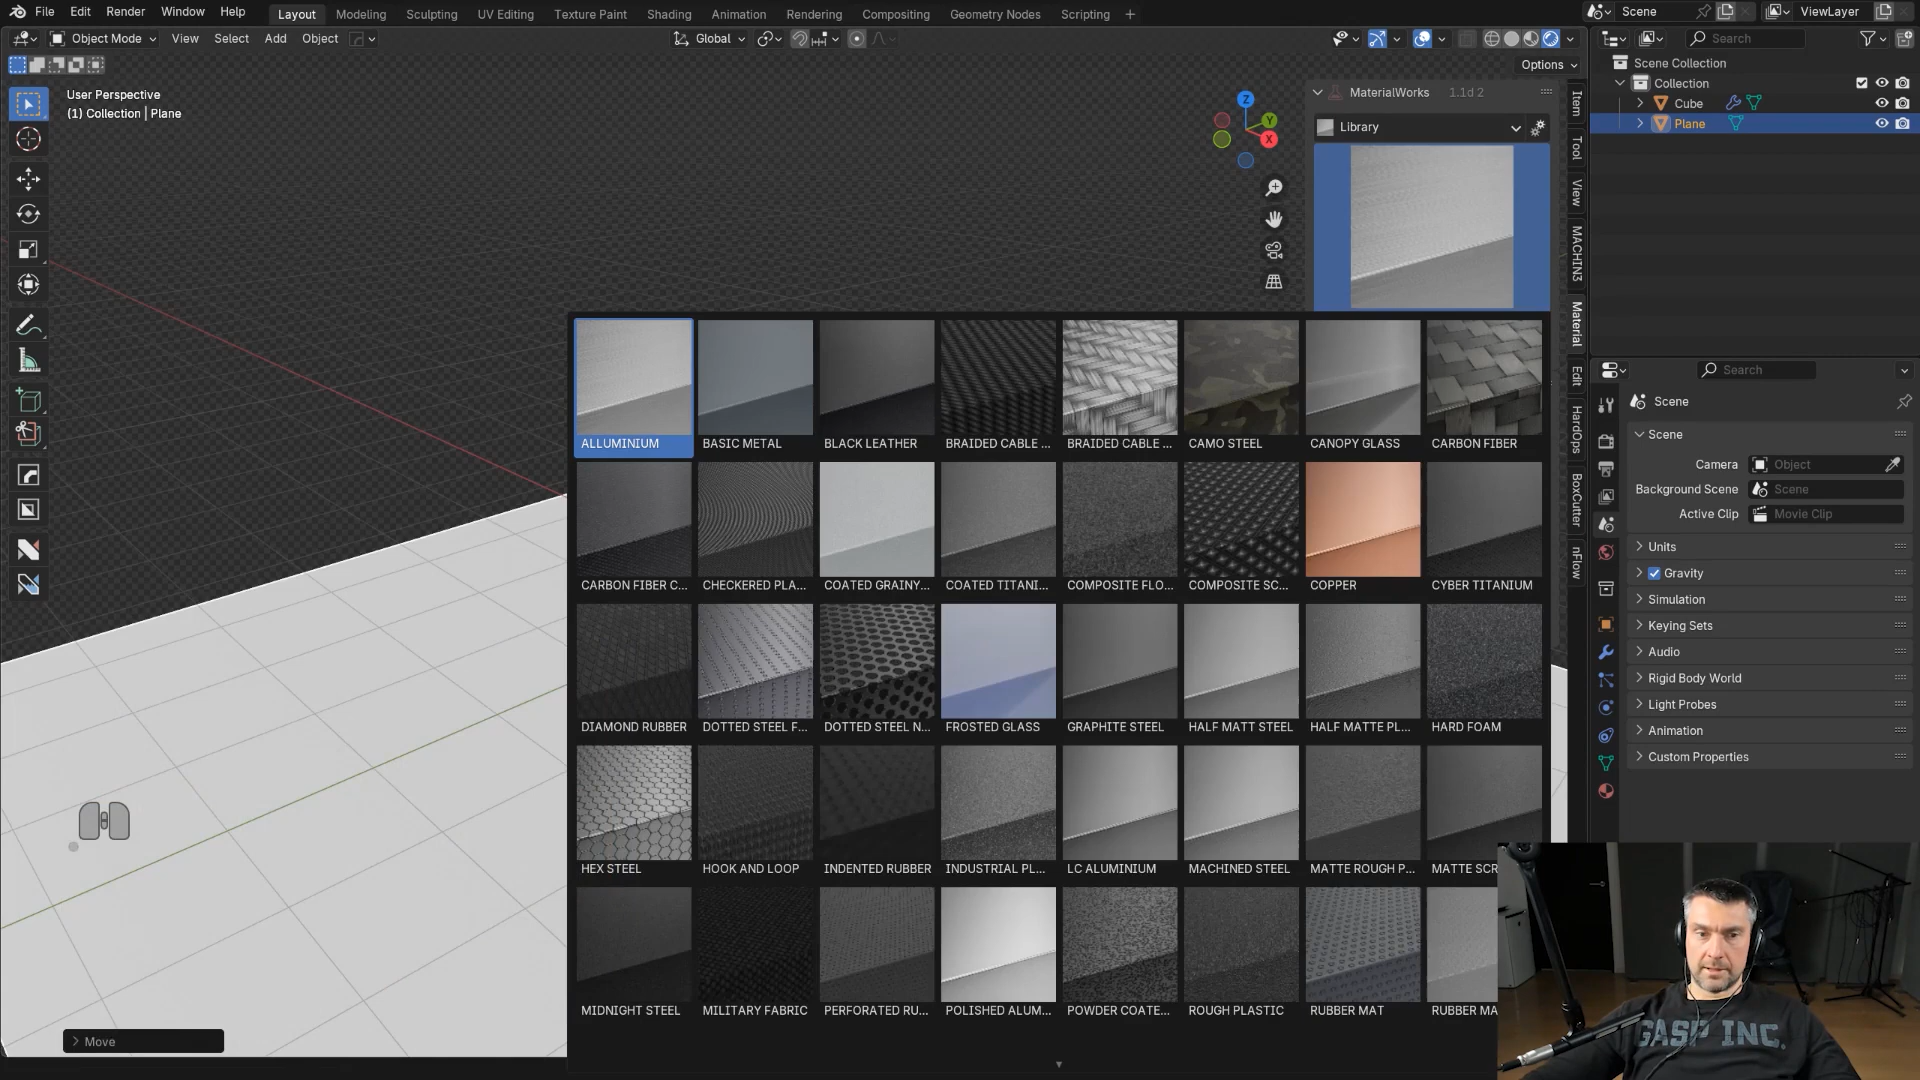 File Edit Render Window Help
Layout Modeling Sculpting UV Editing Texture Paint Shading Animation Rendering Compositing Geometry Nodes Scripting +
Scene
ViewLayer
Object Mode View Select Add Object
Global
Search
Options
User Perspective
(1) Collection | Plane
Z
Y
X
MaterialWorks 1.1d 2
Library
Item
Tool
View
MACHIN3
Material
Edit
HardOps
BoxCutter
nFlow
Scene Collection
Collection
Cube
Plane
ALLUMINIUM BASIC METAL BLACK LEATHER BRAIDED CABLE ... BRAIDED CABLE ... CAMO STEEL CANOPY GLASS CARBON FIBER
CARBON FIBER C... CHECKERED PLA... COATED GRAINY... COATED TITANI... COMPOSITE FLO... COMPOSITE SC... COPPER CYBER TITANIUM
DIAMOND RUBBER DOTTED STEEL F... DOTTED STEEL N... FROSTED GLASS GRAPHITE STEEL HALF MATT STEEL HALF MATTE PL... HARD FOAM
HEX STEEL HOOK AND LOOP INDENTED RUBBER INDUSTRIAL PL... LC ALUMINIUM MACHINED STEEL MATTE ROUGH P... MATTE SCR
MIDNIGHT STEEL MILITARY FABRIC PERFORATED RU... POLISHED ALUM... POWDER COATE... ROUGH PLASTIC RUBBER MAT RUBBER MA
Search
Scene
Scene
Camera Object
Background Scene Scene
Active Clip Movie Clip
Units
Gravity
Simulation
Keying Sets
Audio
Rigid Body World
Light Probes
Animation
Custom Properties
Move
GASP INC.